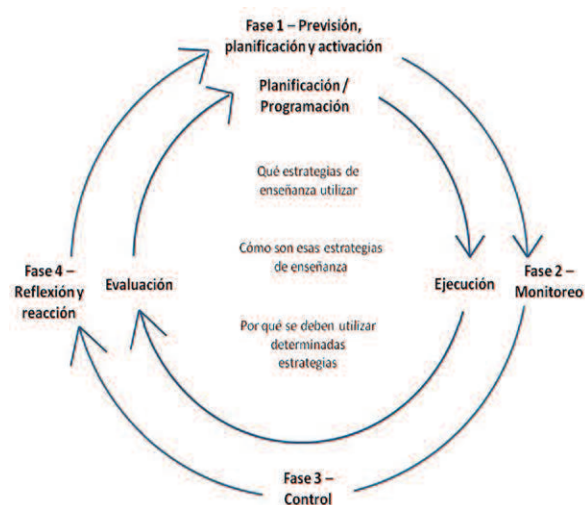 Fase 1 – Previsión,
planificación y activación
Planificación /
Programación
Qué estrategias de
enseñanza utilizar
Cómo son esas estrategias
de enseñanza
Fase 4 –
Reflexión y
reacción
Evaluación
Ejecución
Fase 2 –
Monitoreo
Por qué se deben utilizar
determinadas
estrategias
Fase 3 –
Control